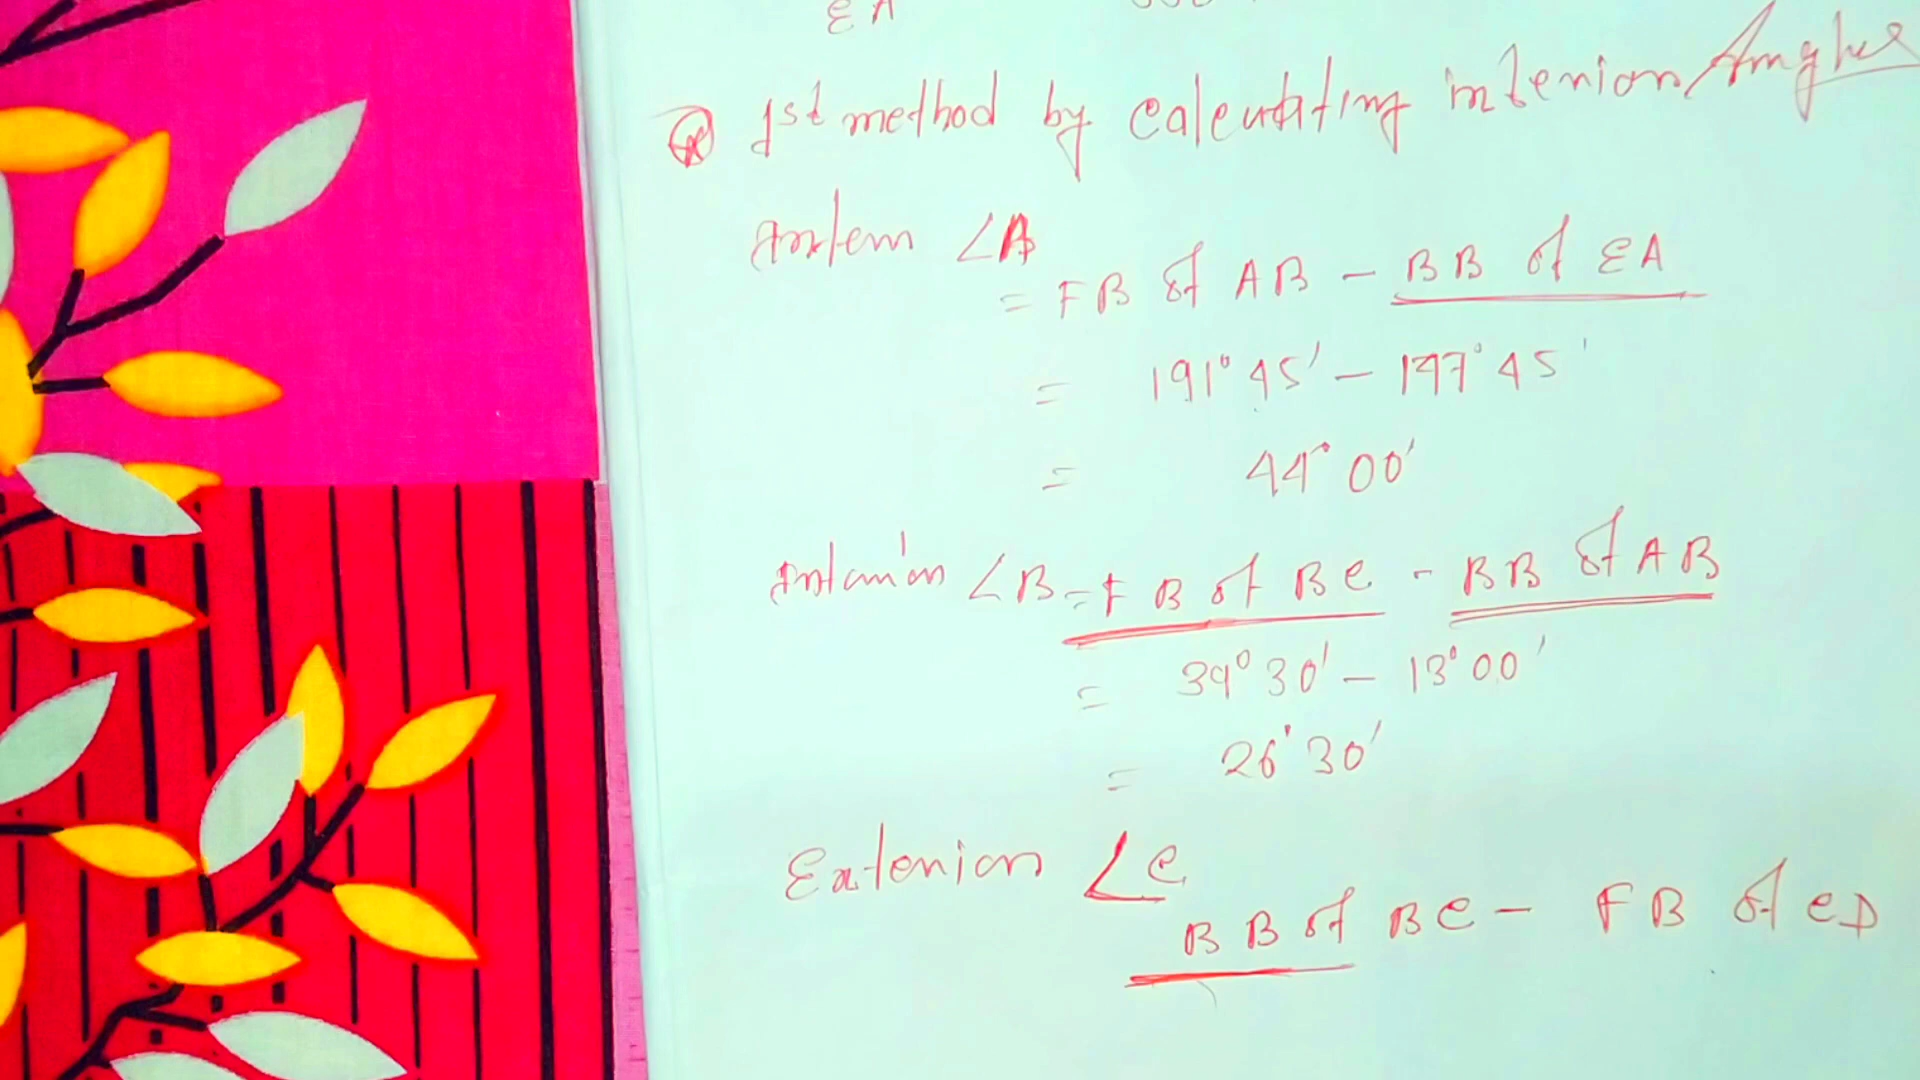 EA
1st method by calculating interior Angles
Interior ∠A
= FB of AB - BB of EA
= 191° 45' - 147° 45'
= 44° 00'
Interior ∠B = FB of BC - BB of AB
= 39° 30' - 13° 00'
= 26° 30'
Exterior ∠C
BB of BC - FB of CD